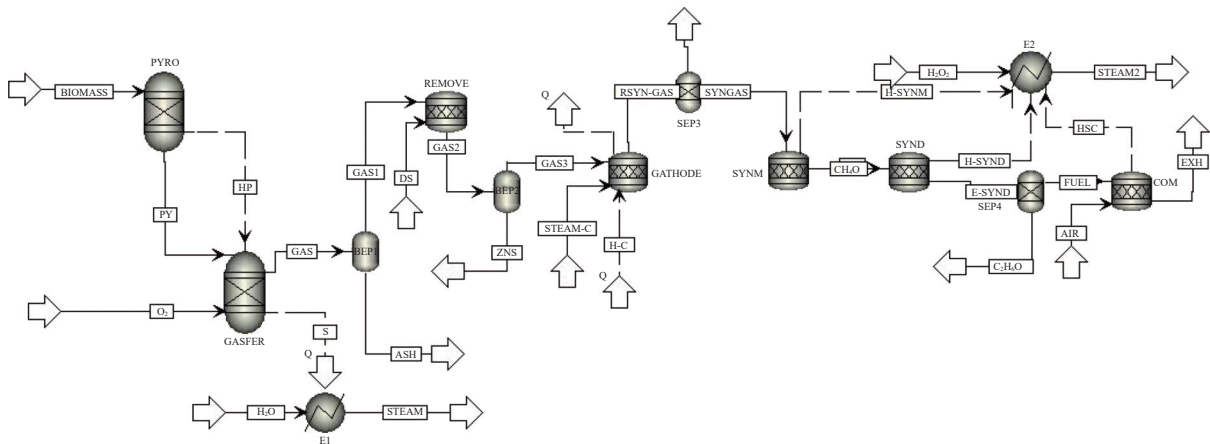 PYRO
BIOMASS
HP
PY
GAS
O₂
GASFER
S
Q
H₂O
STEAM
E1
BEP1
ASH
GAS1
REMOVE
GAS2
DS
BEP2
ZNS
GAS3
Q
GATHODE
STEAM-C
H-C
Q
RSYN-GAS
SYNGAS
SEP3
H-SYNM
SYNM
CH₄O
SYND
H-SYND
E-SYND
SEP4
C₂H₆O
FUEL
AIR
COM
EXH
HSC
H₂O₂
E2
STEAM2